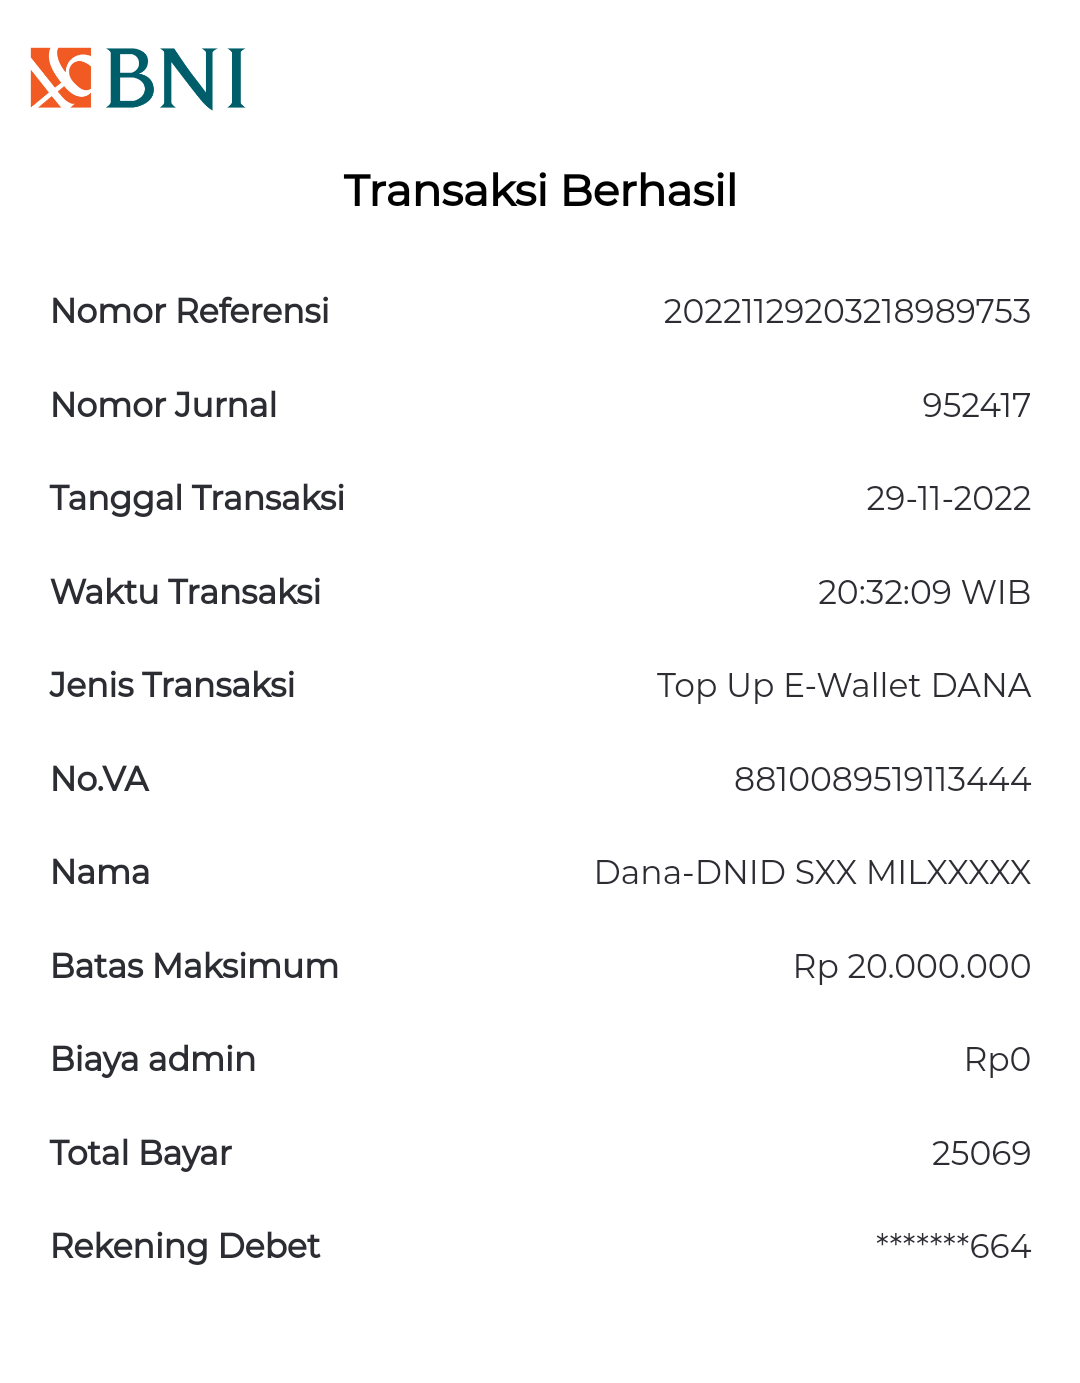 BNI
Transaksi Berhasil
Nomor Referensi 20221129203218989753
Nomor Jurnal 952417
Tanggal Transaksi 29-11-2022
Waktu Transaksi 20:32:09 WIB
Jenis Transaksi Top Up E-Wallet DANA
No.VA 8810089519113444
Nama Dana-DNID SXX MILXXXXX
Batas Maksimum Rp 20.000.000
Biaya admin Rp0
Total Bayar 25069
Rekening Debet *******664